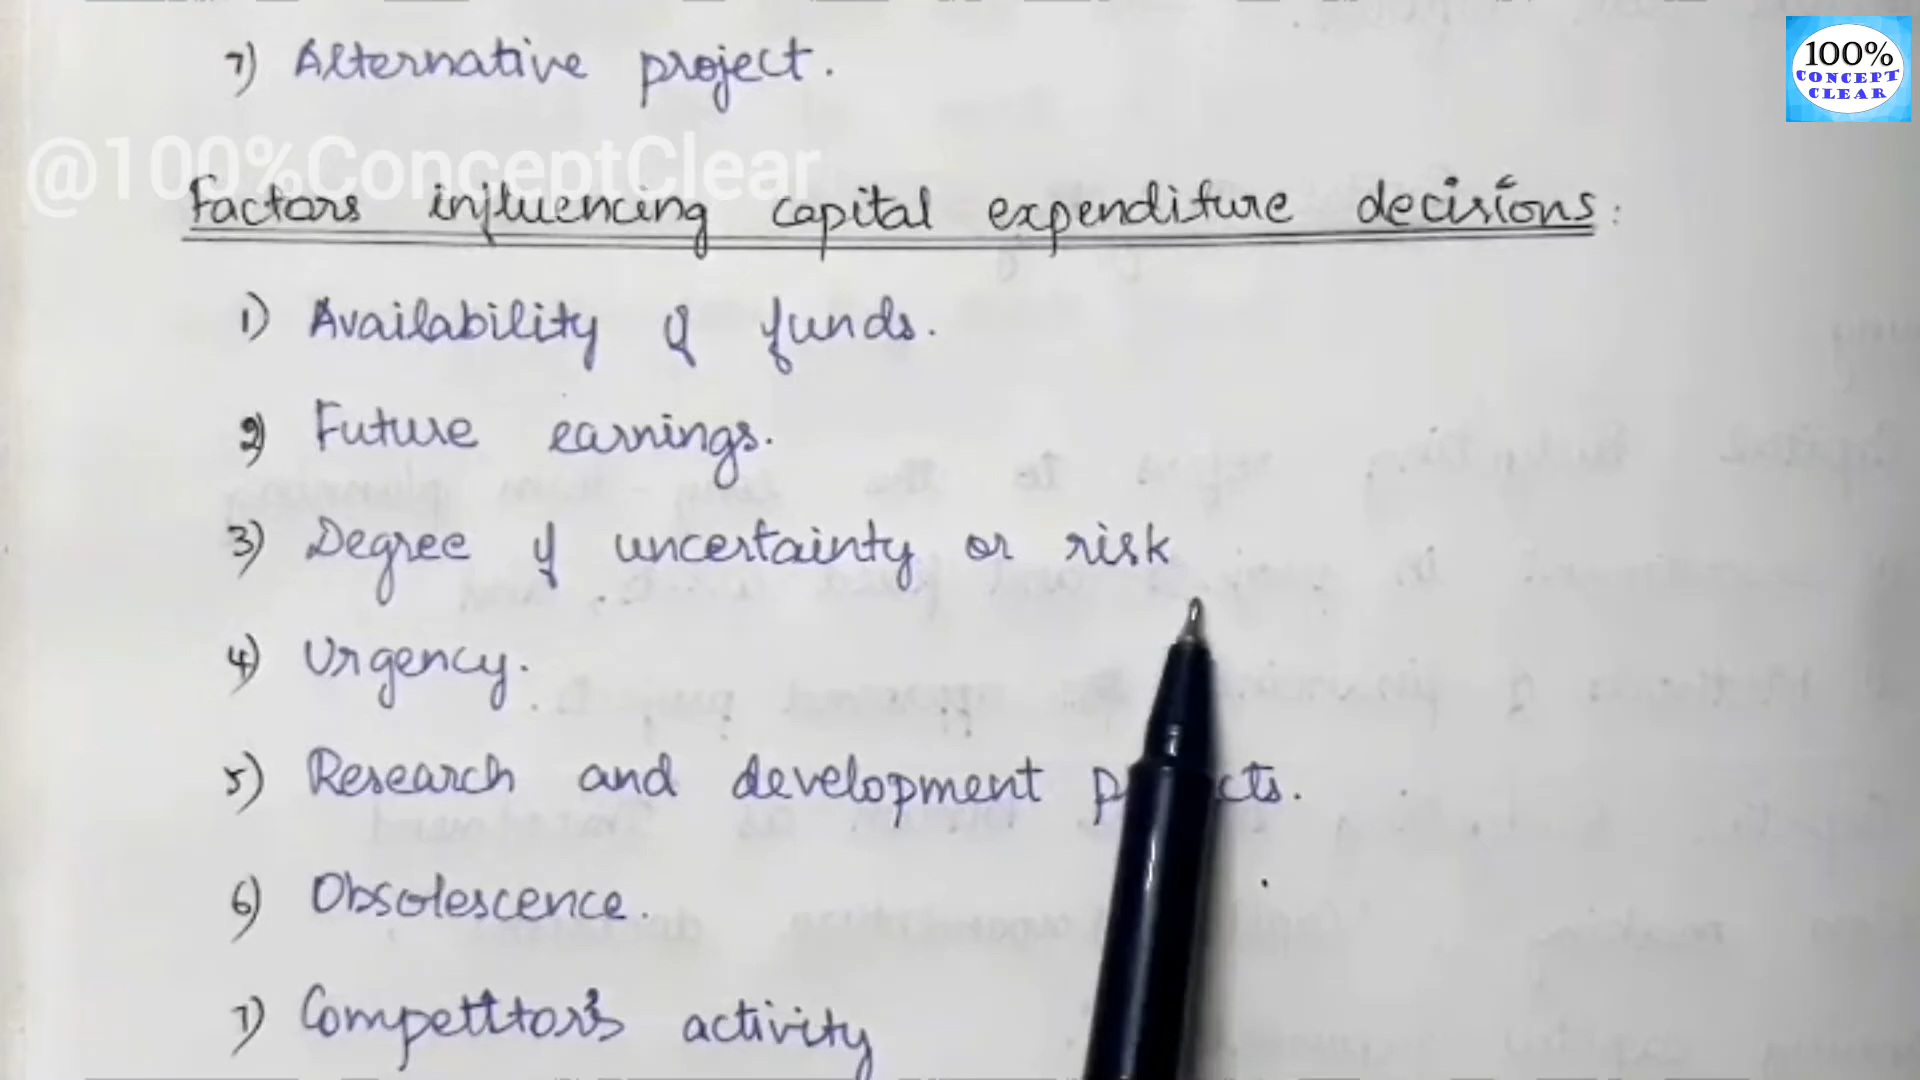 7) Alternative project.
100%
CONCEPT
CLEAR
@100%ConceptClear
Factors influencing capital expenditure decisions:
1) Availability of funds.
2) Future earnings.
3) Degree of uncertainty or risk
4) Urgency.
5) Research and development
6) Obsolescence.
7) Competitor's activity